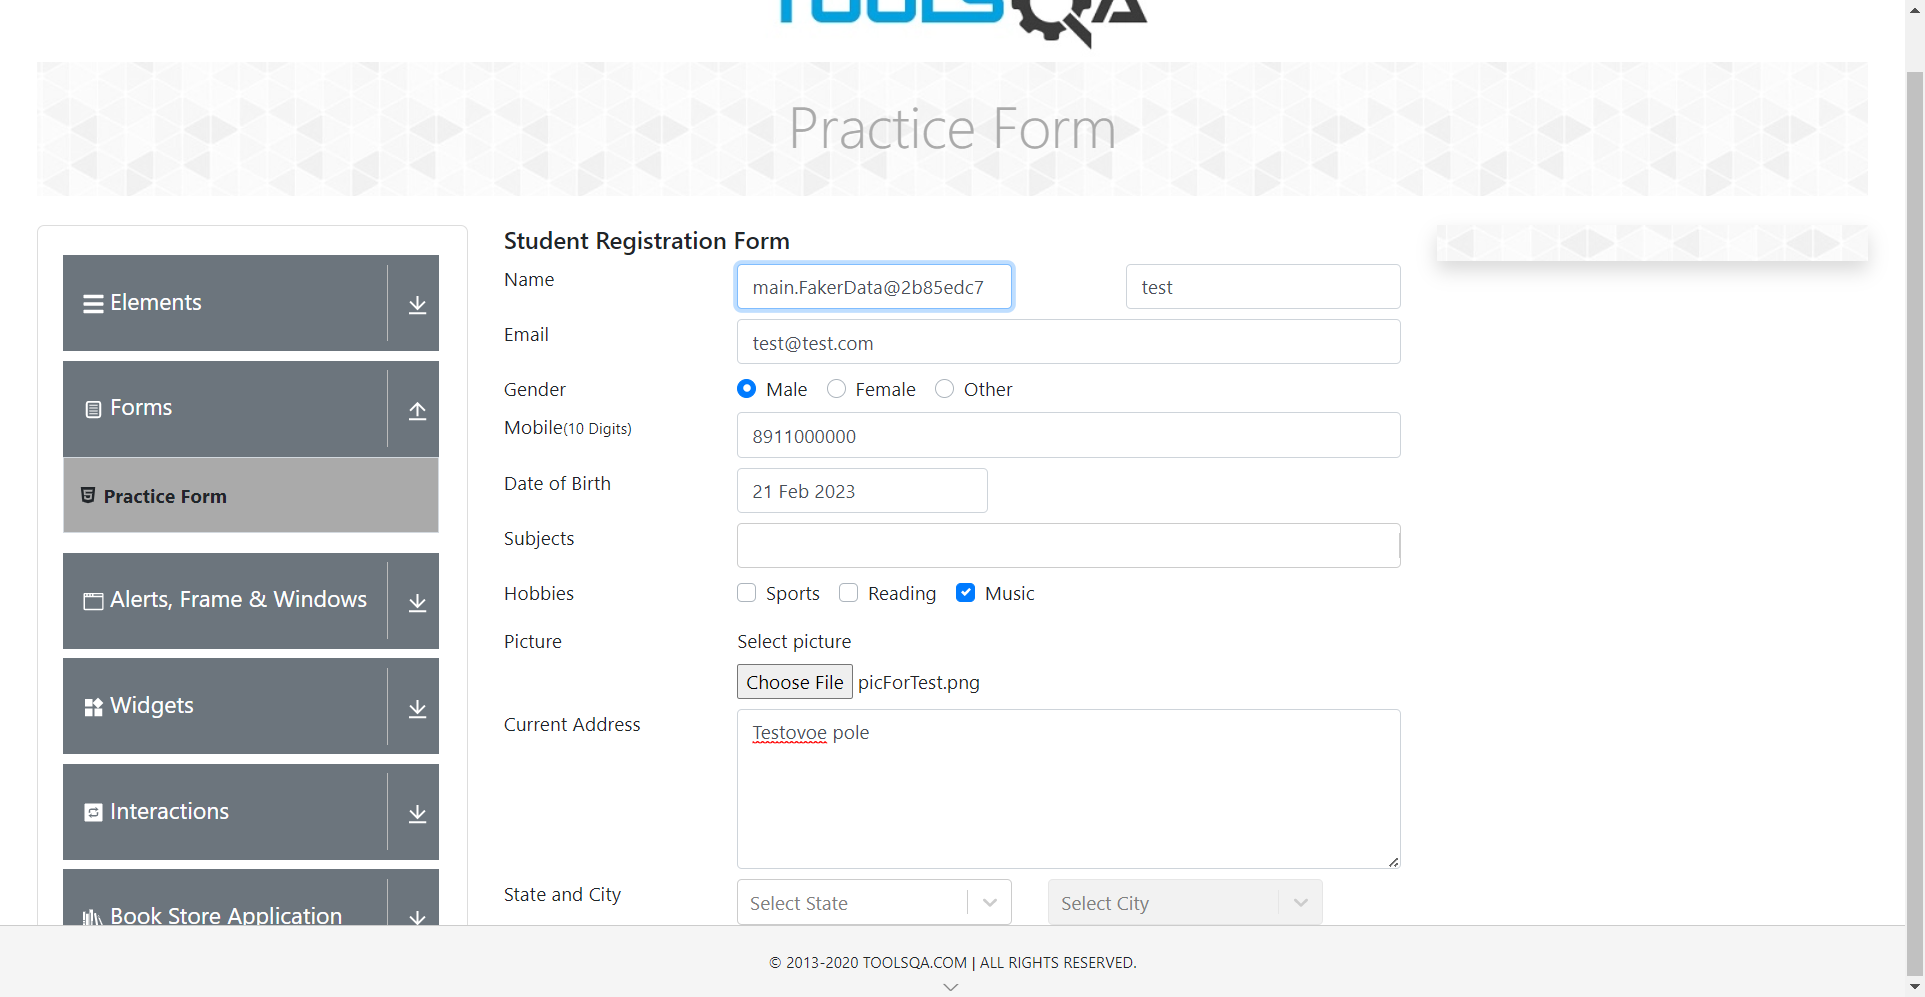 TOOLSQA
Practice Form
Elements
Forms
Practice Form
Alerts, Frame & Windows
Widgets
Interactions
Book Store Application
Student Registration Form
Name main.FakerData@2b85edc7 test
Email test@test.com
Gender Male Female Other
Mobile(10 Digits) 8911000000
Date of Birth 21 Feb 2023
Subjects
Hobbies Sports Reading Music
Picture Select picture
Choose File picForTest.png
Current Address Testovoe pole
State and City Select State Select City
© 2013-2020 TOOLSQA.COM | ALL RIGHTS RESERVED.